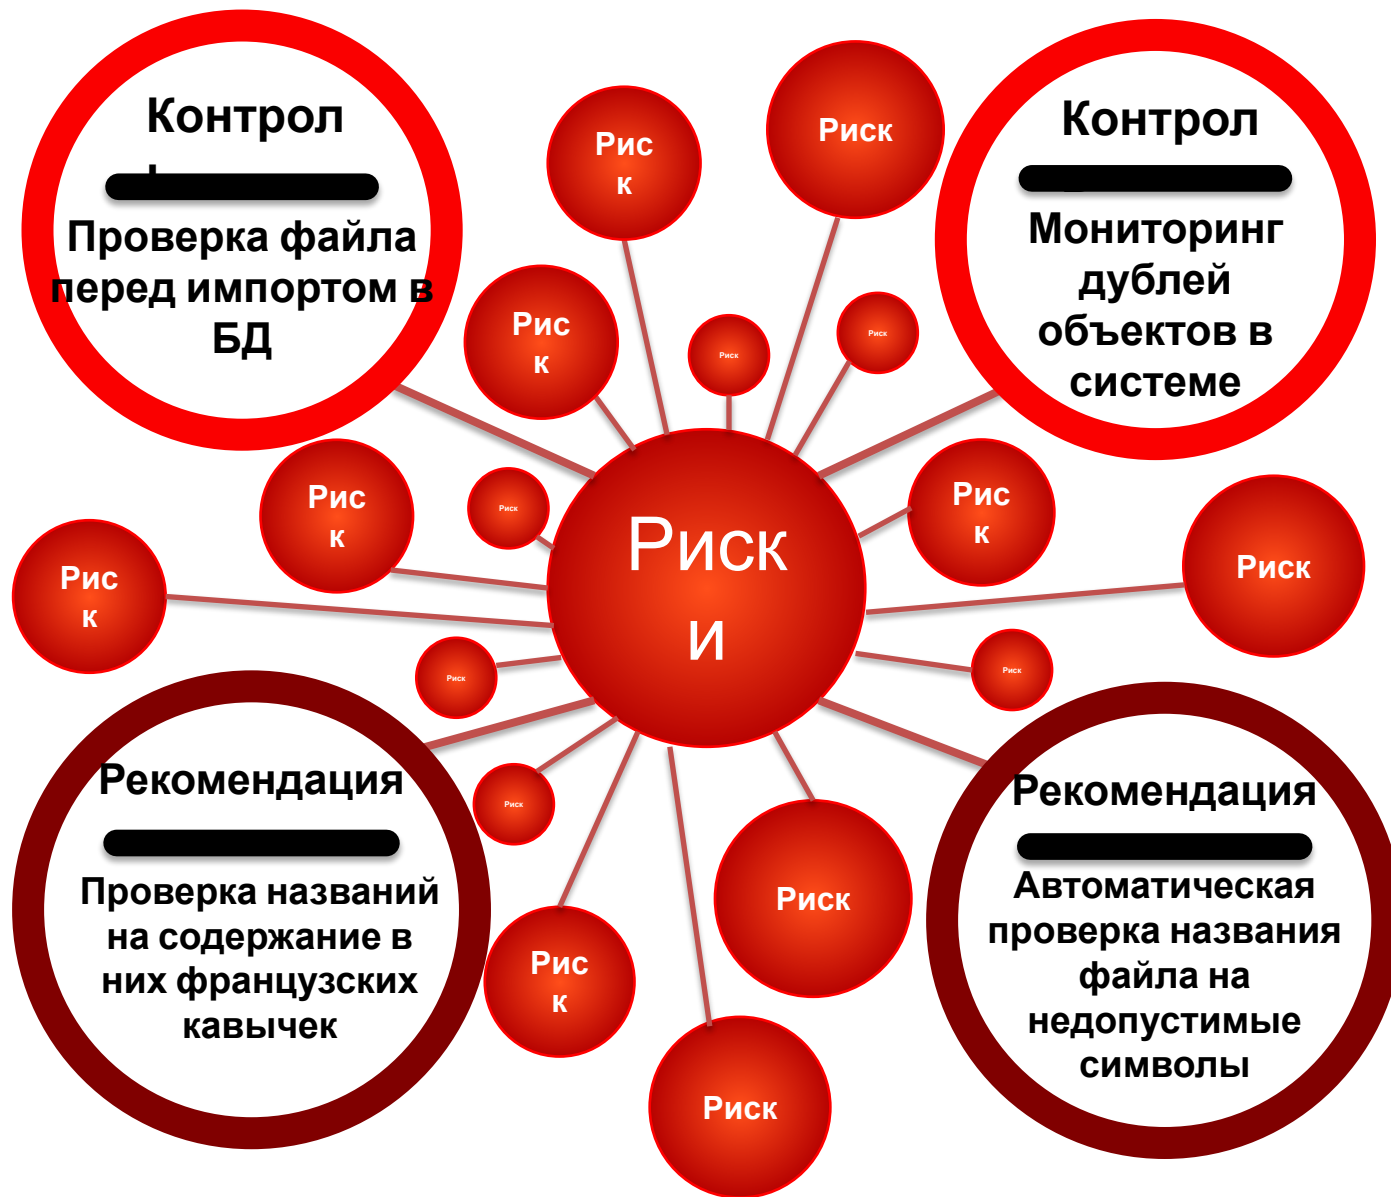 Контрол
Проверка файла
перед импортом в
БД
Контрол
Мониторинг
дублей
объектов в
системе
Рис
к
Риск
Рис
к
Риск
Риск
Рис
к
Риск
Рис
к
Риск
Рис
к
Риск
и
Риск
Риск
Риск
Рекомендация
Проверка названий
на содержание в
них французских
кавычек
Риск
Рис
к
Риск
Риск
Рекомендация
Автоматическая
проверка названия
файла на
недопустимые
символы